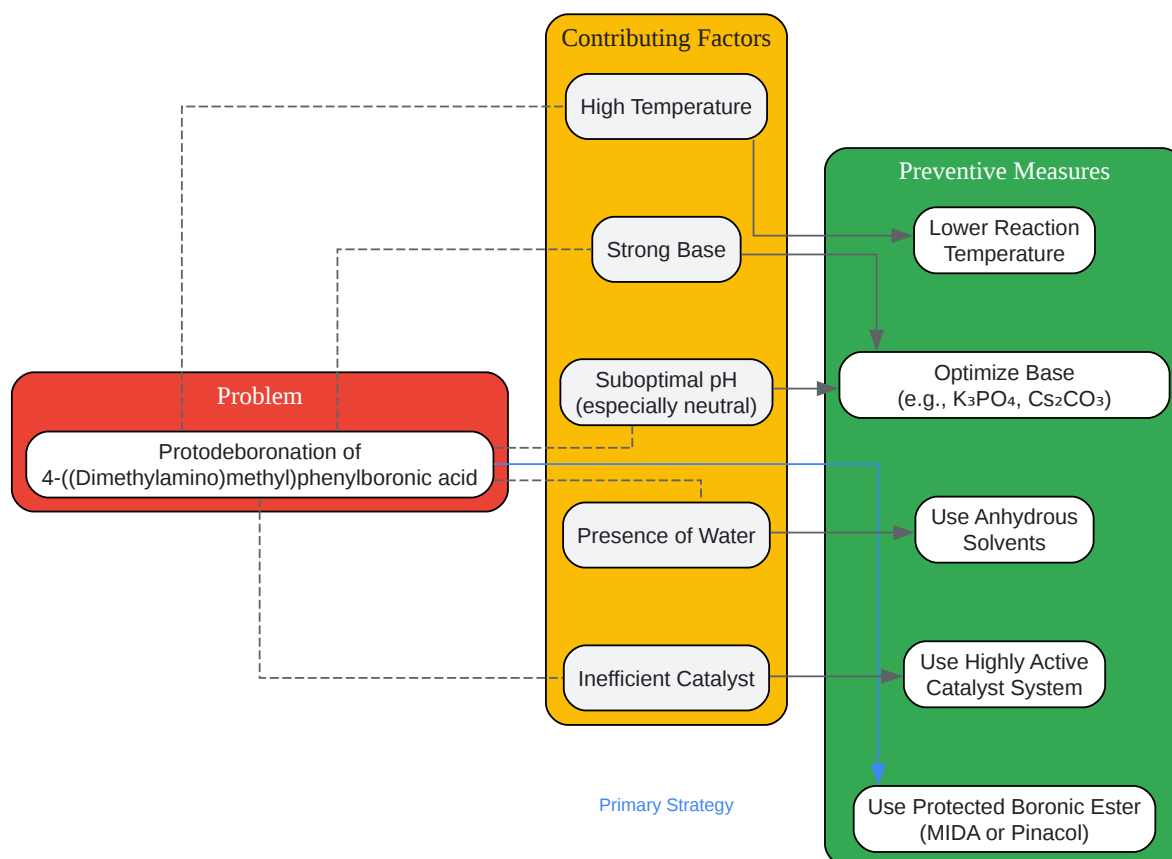 Contributing Factors
High Temperature
Strong Base
Suboptimal pH
(especially neutral)
Presence of Water
Inefficient Catalyst
Problem
Protodeboronation of
4-((Dimethylamino)methyl)phenylboronic acid
Preventive Measures
Lower Reaction
Temperature
Optimize Base
(e.g., K₃PO₄, Cs₂CO₃)
Use Anhydrous
Solvents
Use Highly Active
Catalyst System
Use Protected Boronic Ester
(MIDA or Pinacol)
Primary Strategy